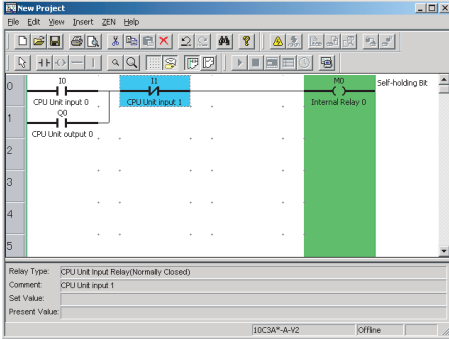 New Project
File Edit View Insert ZEN Help
0
I0
I1
M0
Self-holding Bit
CPU Unit input 0
CPU Unit input 1
Internal Relay 0
1
Q0
CPU Unit output 0
2
3
4
5
Relay Type: CPU Unit Input Relay(Normally Closed)
Comment: CPU Unit input 1
Set Value:
Present Value:
10C3A*-A-V2 Offline